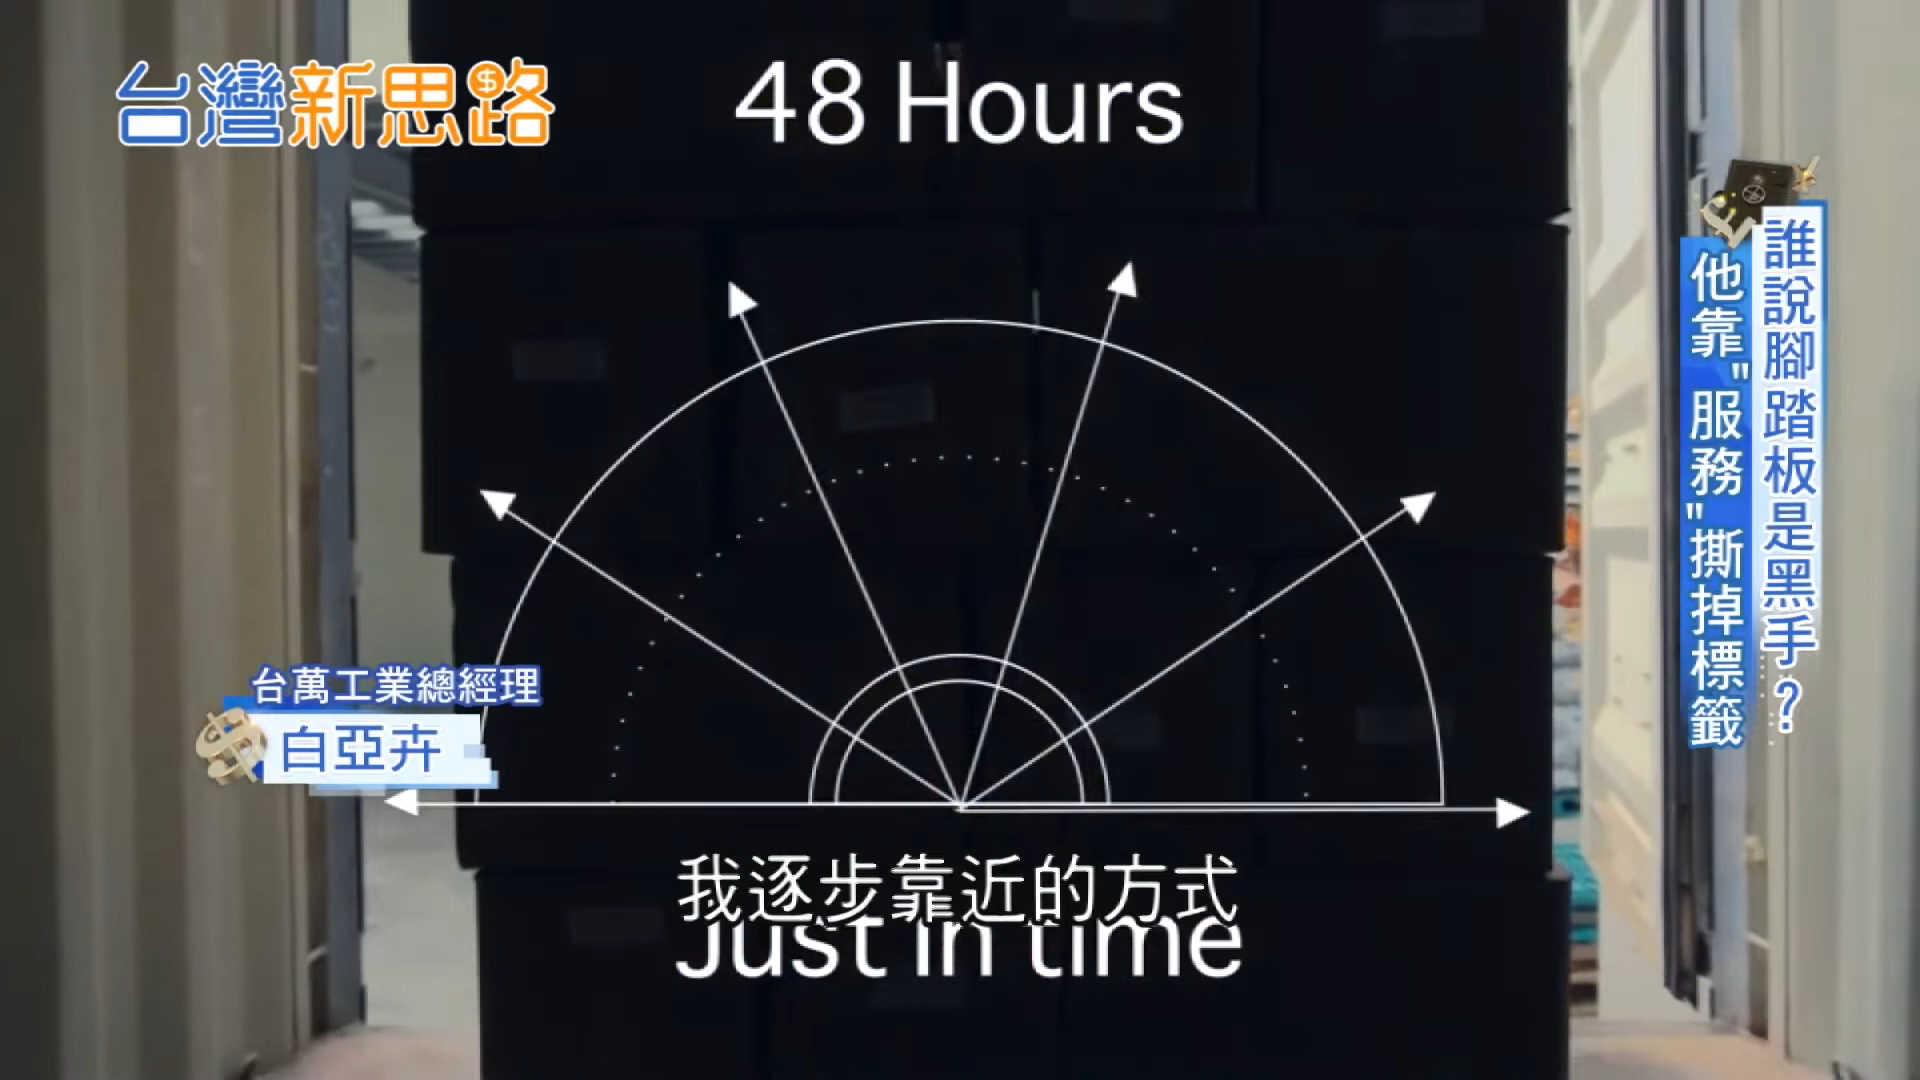 台灣新思路
48 Hours
誰說腳踏板是黑手?
他靠"服務"撕掉標籤
台萬工業總經理
白亞卉
我逐步靠近的方式
Just in time